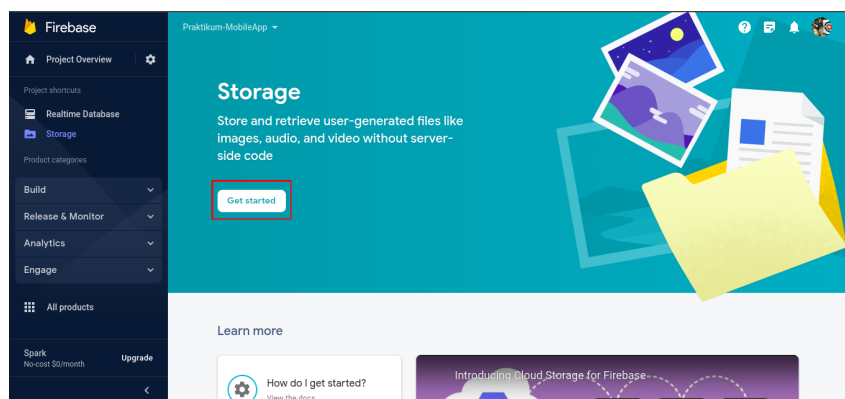 Firebase
Praktikum-MobileApp
Project Overview
Project shortcuts
Realtime Database
Storage
Product categories
Build
Release & Monitor
Analytics
Engage
All products
Spark
No-cost $0/month
Upgrade
Storage
Store and retrieve user-generated files like
images, audio, and video without server-
side code
Get started
Learn more
How do I get started?
View the docs
Introducing Cloud Storage for Firebase